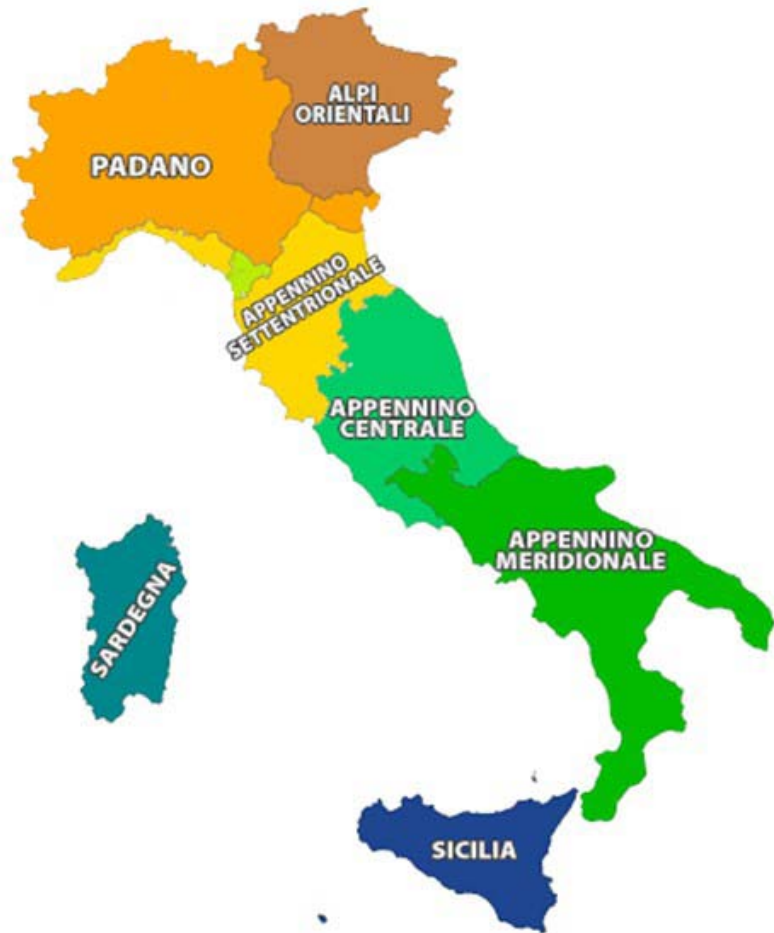 ALPI
ORIENTALI
PADANO
APPENNINO
SETTENTRIONALE
APPENNINO
CENTRALE
APPENNINO
MERIDIONALE
SARDEGNA
SICILIA